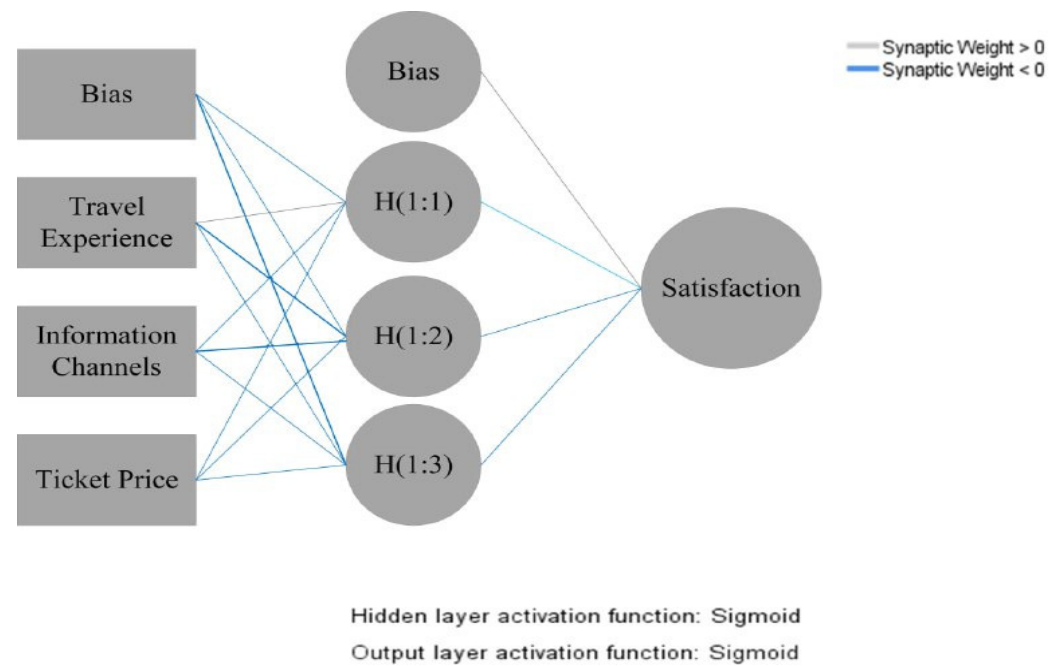 Bias
Travel
Experience
Information
Channels
Ticket Price
Bias
H(1:1)
H(1:2)
H(1:3)
Satisfaction
Synaptic Weight > 0
Synaptic Weight < 0
Hidden layer activation function: Sigmoid
Output layer activation function: Sigmoid